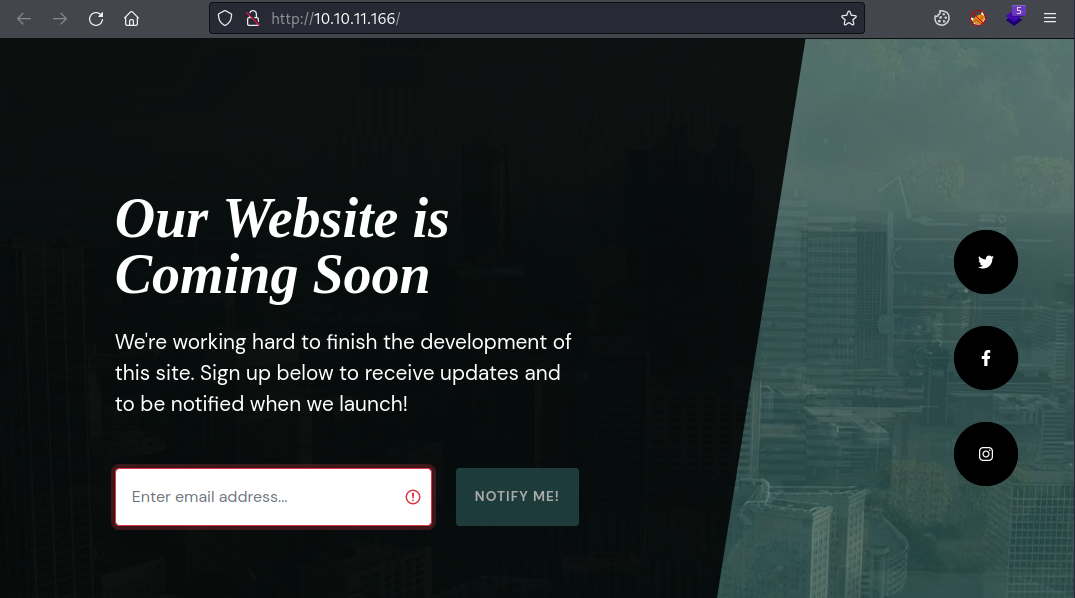 http://10.10.11.166/
5
Our Website is
Coming Soon
We're working hard to finish the development of
this site. Sign up below to receive updates and
to be notified when we launch!
Enter email address...
NOTIFY ME!